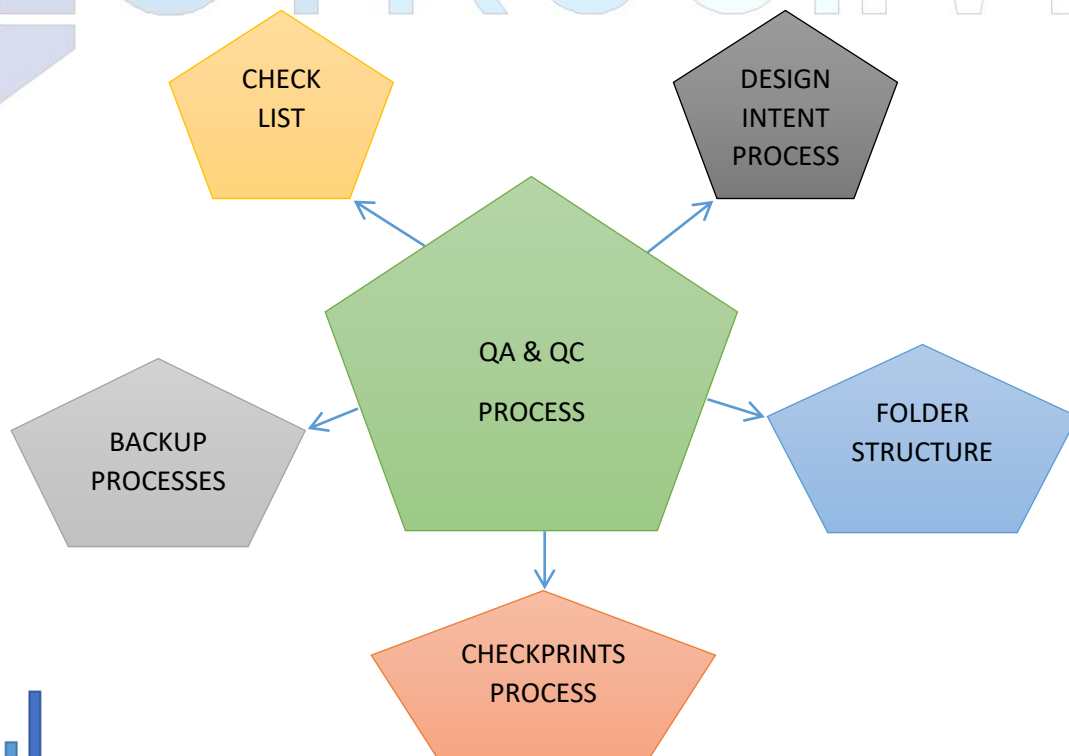 CHECK
LIST
DESIGN
INTENT
PROCESS
QA & QC
PROCESS
BACKUP
PROCESSES
FOLDER
STRUCTURE
CHECKPRINTS
PROCESS